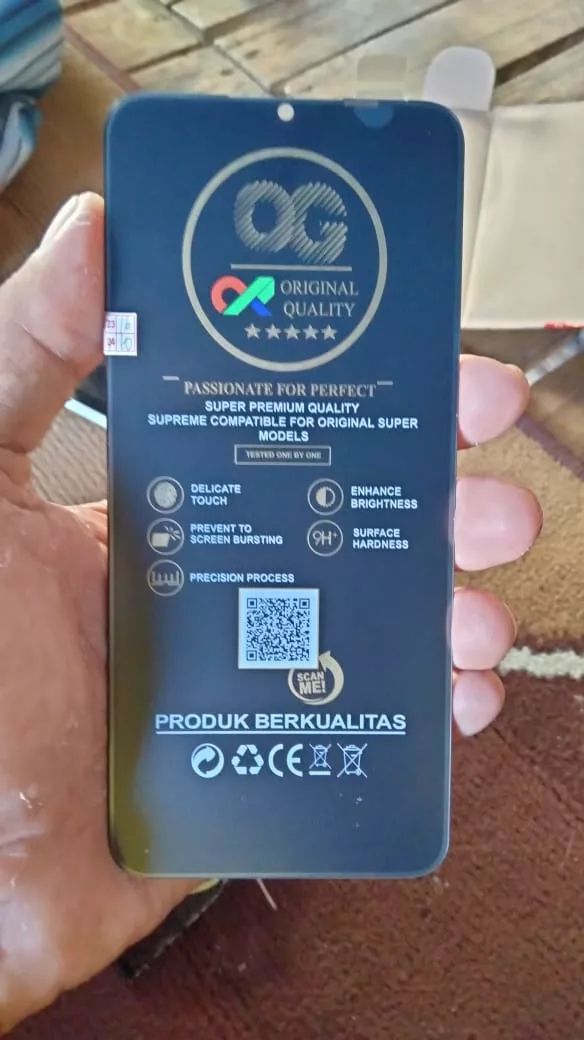 OG
ORIGINAL
QUALITY
PASSIONATE FOR PERFECT
SUPER PREMIUM QUALITY
SUPREME COMPATIBLE FOR ORIGINAL SUPER
MODELS
TESTED ONE BY ONE
DELICATE
TOUCH
ENHANCE
BRIGHTNESS
PREVENT TO
SCREEN BURSTING
9H+
SURFACE
HARDNESS
PRECISION PROCESS
SCAN
ME!
PRODUK BERKUALITAS
CE